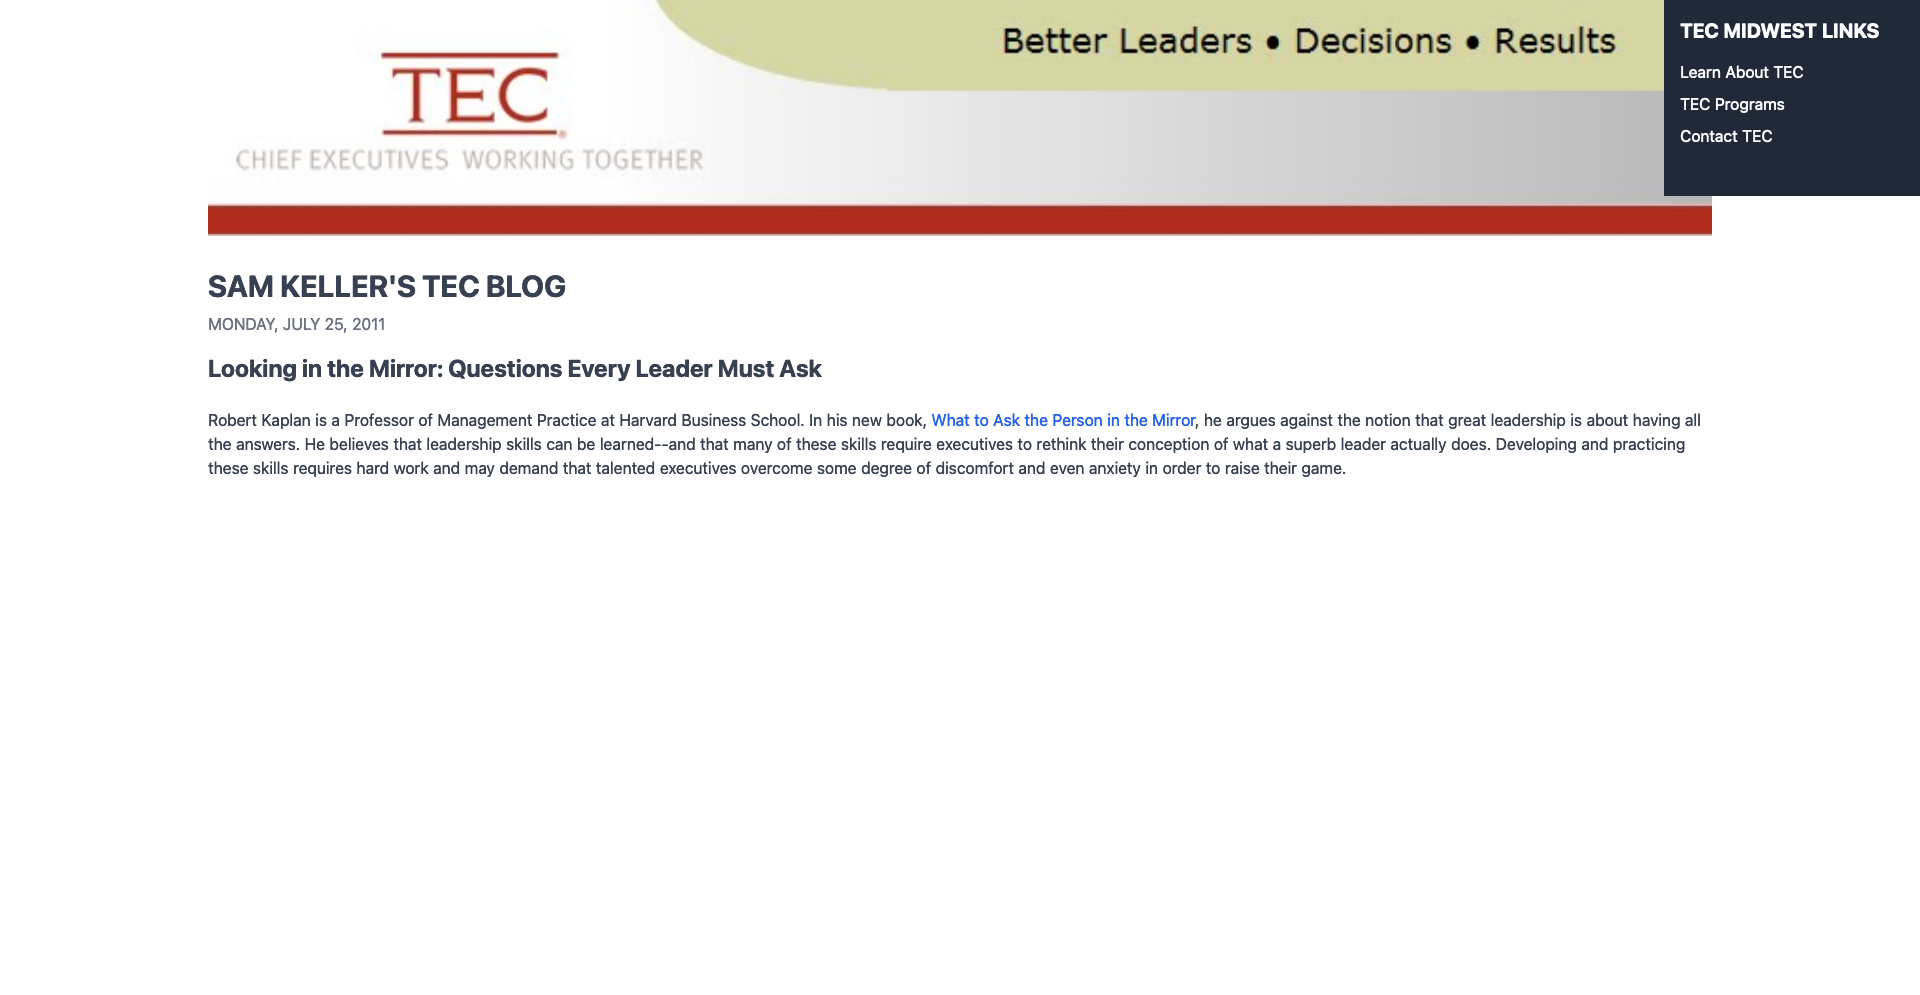 Better Leaders • Decisions • Results
TEC®
CHIEF EXECUTIVES WORKING TOGETHER
TEC MIDWEST LINKS
Learn About TEC
TEC Programs
Contact TEC
SAM KELLER'S TEC BLOG
MONDAY, JULY 25, 2011
Looking in the Mirror: Questions Every Leader Must Ask
Robert Kaplan is a Professor of Management Practice at Harvard Business School. In his new book, What to Ask the Person in the Mirror, he argues against the notion that great leadership is about having all
the answers. He believes that leadership skills can be learned--and that many of these skills require executives to rethink their conception of what a superb leader actually does. Developing and practicing
these skills requires hard work and may demand that talented executives overcome some degree of discomfort and even anxiety in order to raise their game.